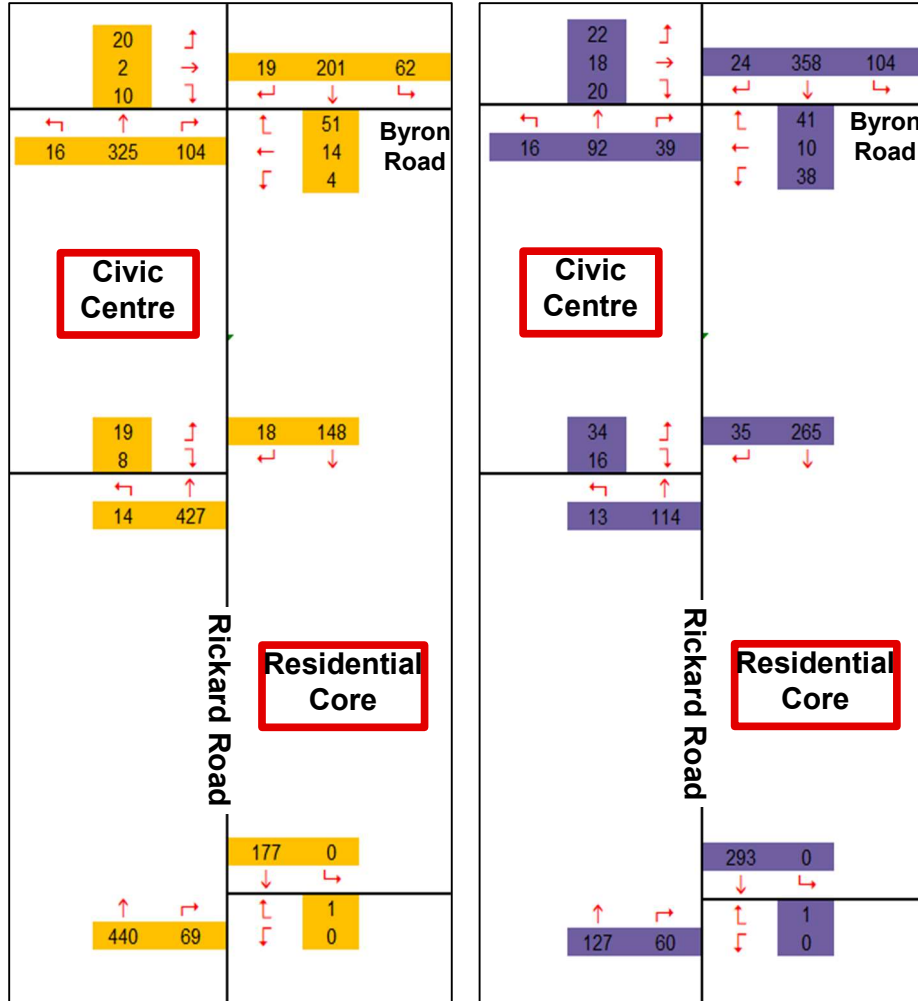 20
2
10
19 201 62
16 325 104
51
14
4
Byron
Road
Civic
Centre
19
8
18 148
14 427
Rickard Road
Residential
Core
177 0
440 69
1
0
22
18
20
24 358 104
16 92 39
41
10
38
Byron
Road
Civic
Centre
34
16
35 265
13 114
Rickard Road
Residential
Core
293 0
127 60
1
0